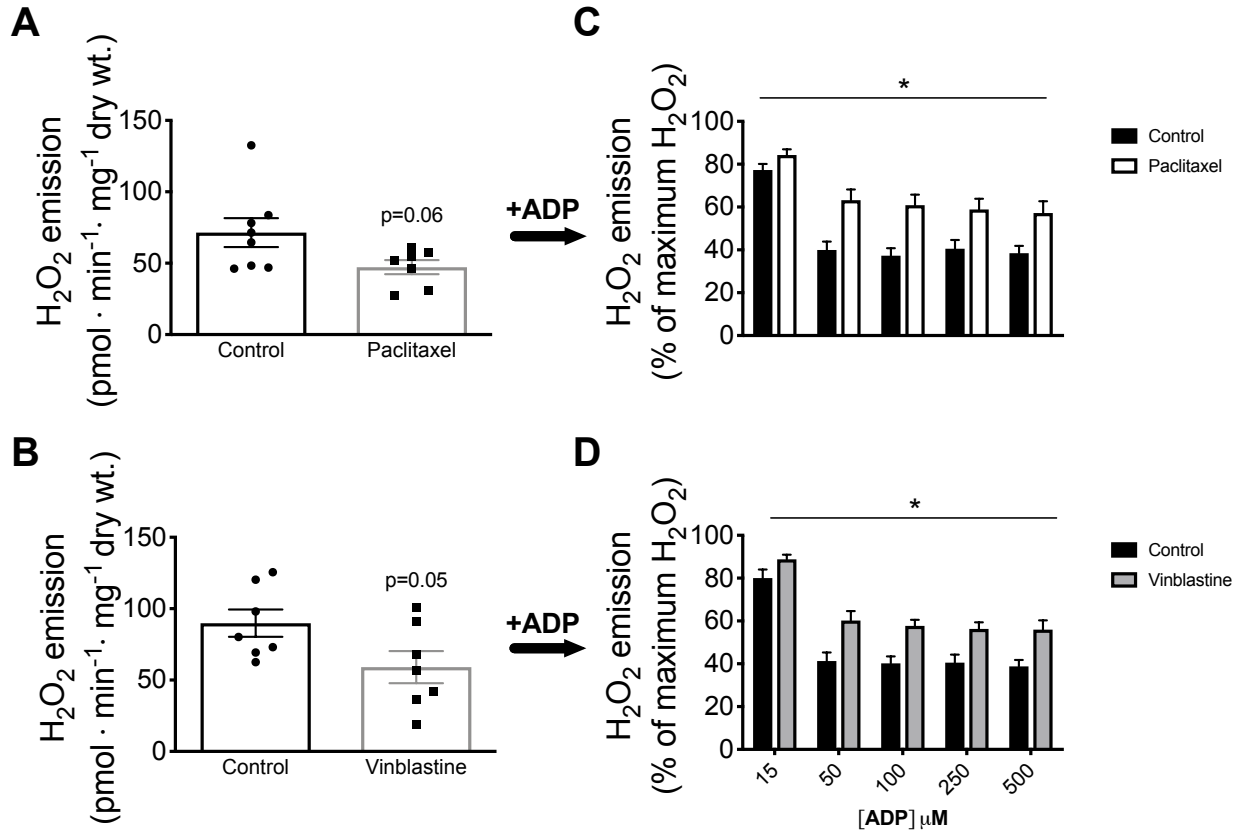 A
H₂O₂ emission
(pmol · min⁻¹· mg⁻¹ dry wt.)
150
100
50
0
p=0.06
Control
Paclitaxel
+ADP
C
H₂O₂ emission
(% of maximum H₂O₂)
*
100
80
60
40
20
0
Control
Paclitaxel
B
H₂O₂ emission
(pmol · min⁻¹· mg⁻¹ dry wt.)
150
100
50
0
p=0.05
Control
Vinblastine
+ADP
D
H₂O₂ emission
(% of maximum H₂O₂)
*
100
80
60
40
20
0
15
50
100
250
500
[ADP] μM
Control
Vinblastine